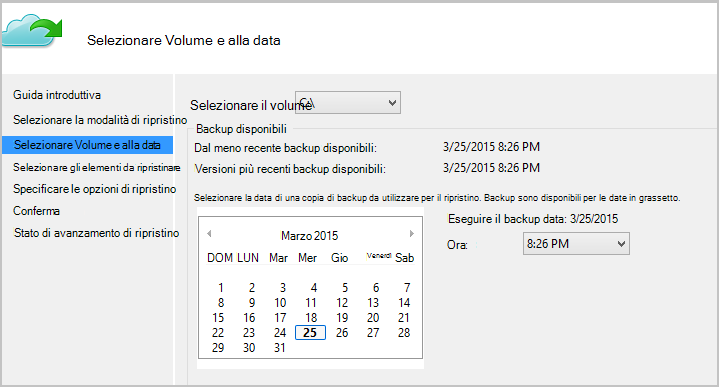 Selezionare Volume e alla data
Guida introduttiva
Selezionare la modalità di ripristino
Selezionare Volume e alla data
Selezionare gli elementi da ripristinare
Specificare le opzioni di ripristino
Conferma
Stato di avanzamento di ripristino
Selezionare il volume C:\
Backup disponibili
Dal meno recente backup disponibili: 3/25/2015 8:26 PM
Versioni più recenti backup disponibili: 3/25/2015 8:26 PM
Selezionare la data di una copia di backup da utilizzare per il ripristino. Backup sono disponibili per le date in grassetto.
Marzo 2015
DOM LUN Mar Mer Gio Venerdì Sab
1 2 3 4 5 6 7
8 9 10 11 12 13 14
15 16 17 18 19 20 21
22 23 24 25 26 27 28
29 30 31
Eseguire il backup data: 3/25/2015
Ora: 8:26 PM